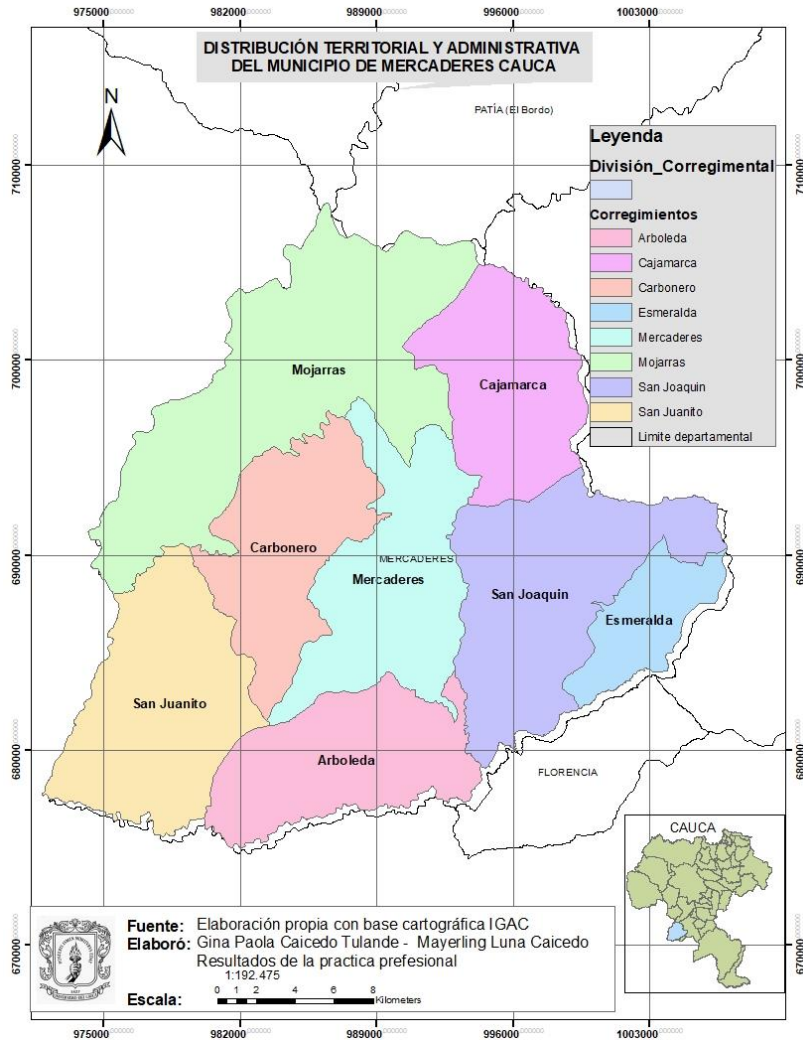 975000 982000 989000 996000 1003000
DISTRIBUCIÓN TERRITORIAL Y ADMINISTRATIVA
DEL MUNICIPIO DE MERCADERES CAUCA
N
PATÍA (El Bordo)
Leyenda
División_Corregimental
Corregimientos
Arboleda
Cajamarca
Carbonero
Esmeralda
Mercaderes
Mojarras
San Joaquin
San Juanito
Limite departamental
710000 710000
700000 700000
690000 690000
680000 680000
670000 670000
Mojarras
Cajamarca
Carbonero
MERCADERES
Mercaderes
San Joaquin
Esmeralda
San Juanito
Arboleda
FLORENCIA
CAUCA
Fuente: Elaboración propia con base cartográfica IGAC
Elaboró: Gina Paola Caicedo Tulande - Mayerling Luna Caicedo
Resultados de la practica prefesional
1:192.475
Escala: 0 1 2 4 6 8 Kilometers
975000 982000 989000 996000 1003000